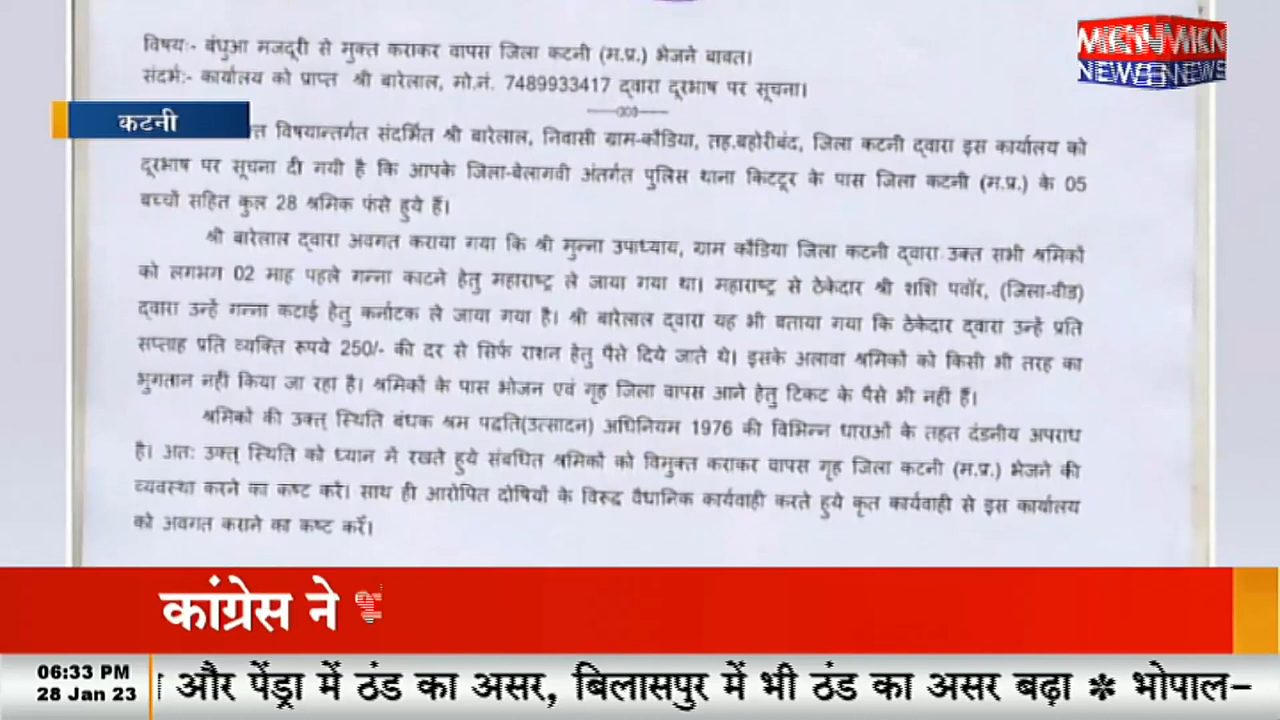 विषयः- बंधुआ मजदूरी से मुक्त कराकर वापस जिला कटनी (म.प्र.) भेजने बावत।
संदर्भः- कार्यालय को प्राप्त श्री बारेलाल, मो.नं. 7489933417 द्वारा दूरभाष पर सूचना।
कटनी
विषयान्तर्गत संदर्भित श्री बारेलाल, निवासी ग्राम-कौडिया, तह.बहोरीबंद, जिला कटनी द्वारा इस कार्यालय को
दूरभाष पर सूचना दी गयी है कि आपके जिला-बेलागवी अंतर्गत पुलिस थाना किटटूर के पास जिला कटनी (म.प्र.) के 05
बच्चों सहित कुल 28 श्रमिक फंसे हुये हैं।
श्री बारेलाल द्वारा अवगत कराया गया कि श्री मुन्ना उपाध्याय, ग्राम कौडिया जिला कटनी द्वारा उक्त सभी श्रमिकों
को लगभग 02 माह पहले गन्ना काटने हेतु महाराष्ट्र ले जाया गया था। महाराष्ट्र से ठेकेदार श्री शशि पवॉर, (जिला-वीड)
द्वारा उन्हें गन्ना कटाई हेतु कर्नाटक ले जाया गया है। श्री बारेलाल द्वारा यह भी बताया गया कि ठेकेदार द्वारा उन्हें प्रति
सप्ताह प्रति व्यक्ति रूपये 250/- की दर से सिर्फ राशन हेतु पैसे दिये जाते थे। इसके अलावा श्रमिकों को किसी भी तरह का
भुगतान नही किया जा रहा है। श्रमिकों के पास भोजन एवं गृह जिला वापस आने हेतु टिकट के पैसे भी नहीं हैं।
श्रमिकों की उक्त् स्थिति बंधक श्रम पद्दति(उत्सादन) अधिनियम 1976 की विभिन्न धाराओं के तहत दंडनीय अपराध
है। अतः उक्त् स्थिति को ध्यान में रखते हुये संबधित श्रमिकों को विमुक्त कराकर वापस गृह जिला कटनी (म.प्र.) भेजने की
व्यवस्था करने का कष्ट करें। साथ ही आरोपित दोषियों के विरुद्ध वैधानिक कार्यवाही करते हुये कृत कार्यवाही से इस कार्यालय
को अवगत कराने का कष्ट करें।
कांग्रेस ने
06:33 PM
28 Jan 23
और पेंड्रा में ठंड का असर, बिलासपुर में भी ठंड का असर बढ़ा ✱ भोपाल-